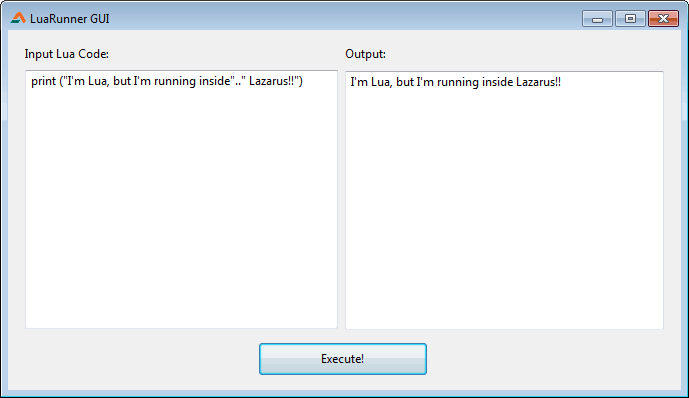 LuaRunner GUI
Input Lua Code:
Output:
print ("I'm Lua, but I'm running inside".." Lazarus!!")
I'm Lua, but I'm running inside Lazarus!!
Execute!